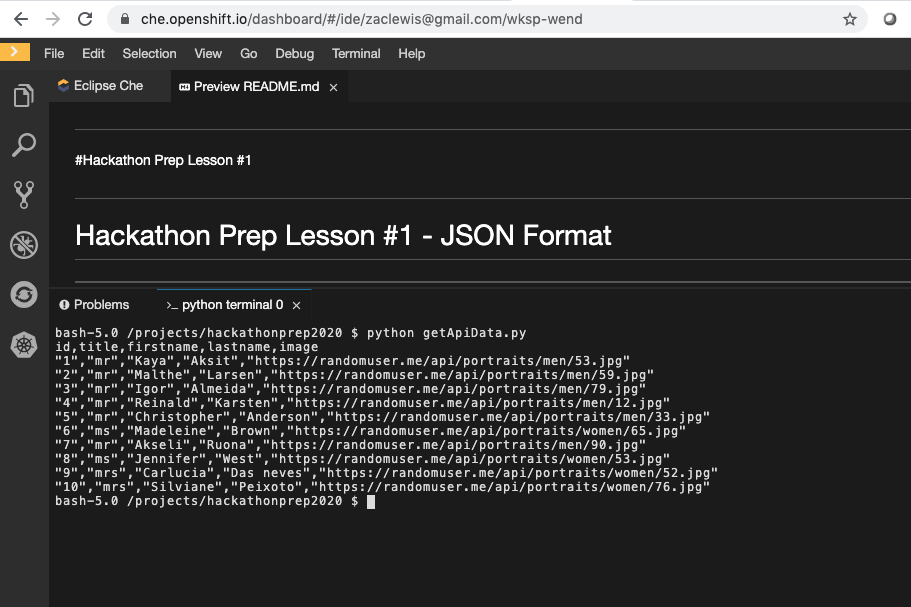 che.openshift.io/dashboard/#/ide/zaclewis@gmail.com/wksp-wend
File Edit Selection View Go Debug Terminal Help
Eclipse Che Preview README.md ×
#Hackathon Prep Lesson #1
Hackathon Prep Lesson #1 - JSON Format
Problems >_ python terminal 0 ×
bash-5.0 /projects/hackathonprep2020 $ python getApiData.py
id,title,firstname,lastname,image
"1","mr","Kaya","Aksit","https://randomuser.me/api/portraits/men/53.jpg"
"2","mr","Malthe","Larsen","https://randomuser.me/api/portraits/men/59.jpg"
"3","mr","Igor","Almeida","https://randomuser.me/api/portraits/men/79.jpg"
"4","mr","Reinald","Karsten","https://randomuser.me/api/portraits/men/12.jpg"
"5","mr","Christopher","Anderson","https://randomuser.me/api/portraits/men/33.jpg"
"6","ms","Madeleine","Brown","https://randomuser.me/api/portraits/women/65.jpg"
"7","mr","Akseli","Ruona","https://randomuser.me/api/portraits/men/90.jpg"
"8","ms","Jennifer","West","https://randomuser.me/api/portraits/women/53.jpg"
"9","mrs","Carlucia","Das neves","https://randomuser.me/api/portraits/women/52.jpg"
"10","mrs","Silviane","Peixoto","https://randomuser.me/api/portraits/women/76.jpg"
bash-5.0 /projects/hackathonprep2020 $